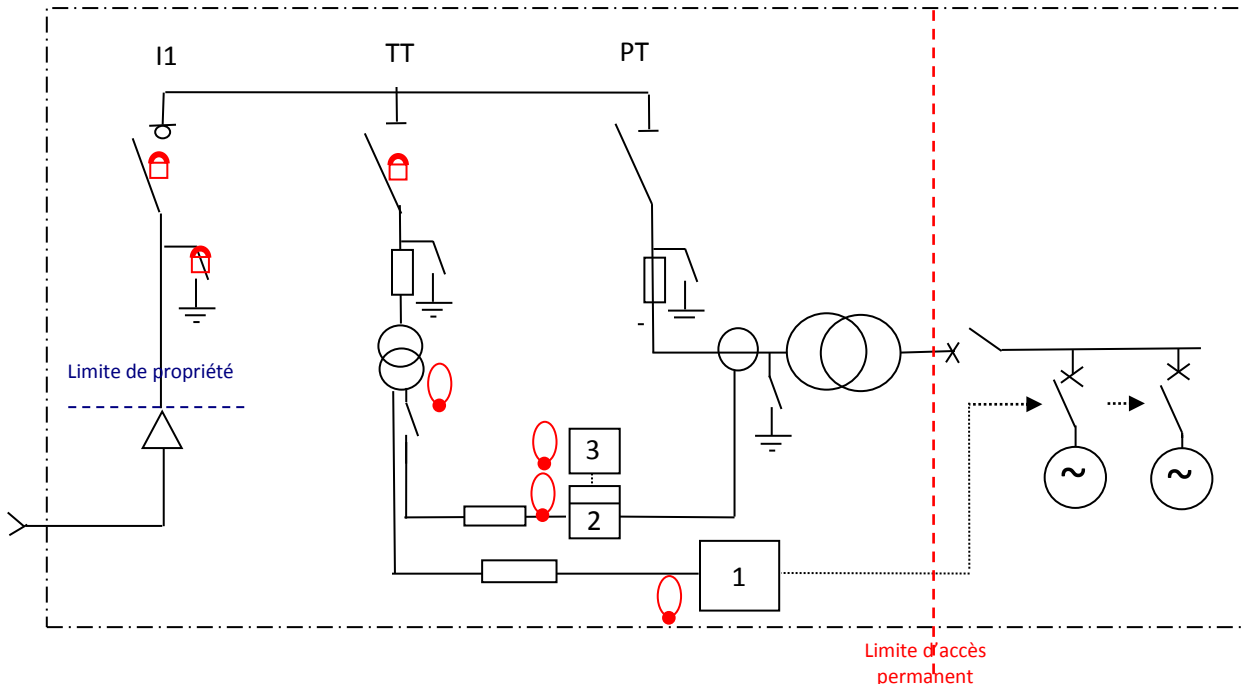 I1
TT
PT
Limite de propriété
3
2
1
~
~
Limite d'accès
permanent